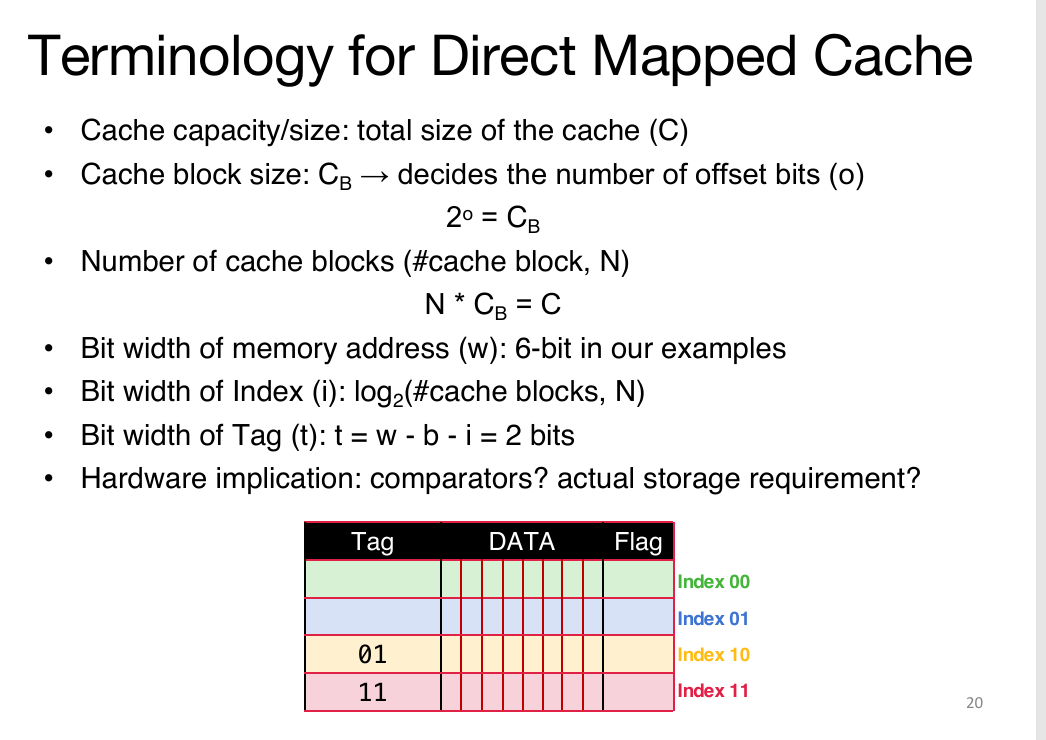 Terminology for Direct Mapped Cache
• Cache capacity/size: total size of the cache (C)
• Cache block size: C_B → decides the number of offset bits (o)
2^o = C_B
• Number of cache blocks (#cache block, N)
N * C_B = C
• Bit width of memory address (w): 6-bit in our examples
• Bit width of Index (i): log_2(#cache blocks, N)
• Bit width of Tag (t): t = w - b - i = 2 bits
• Hardware implication: comparators? actual storage requirement?
Tag DATA Flag
Index 00
Index 01
01 Index 10
11 Index 11
20